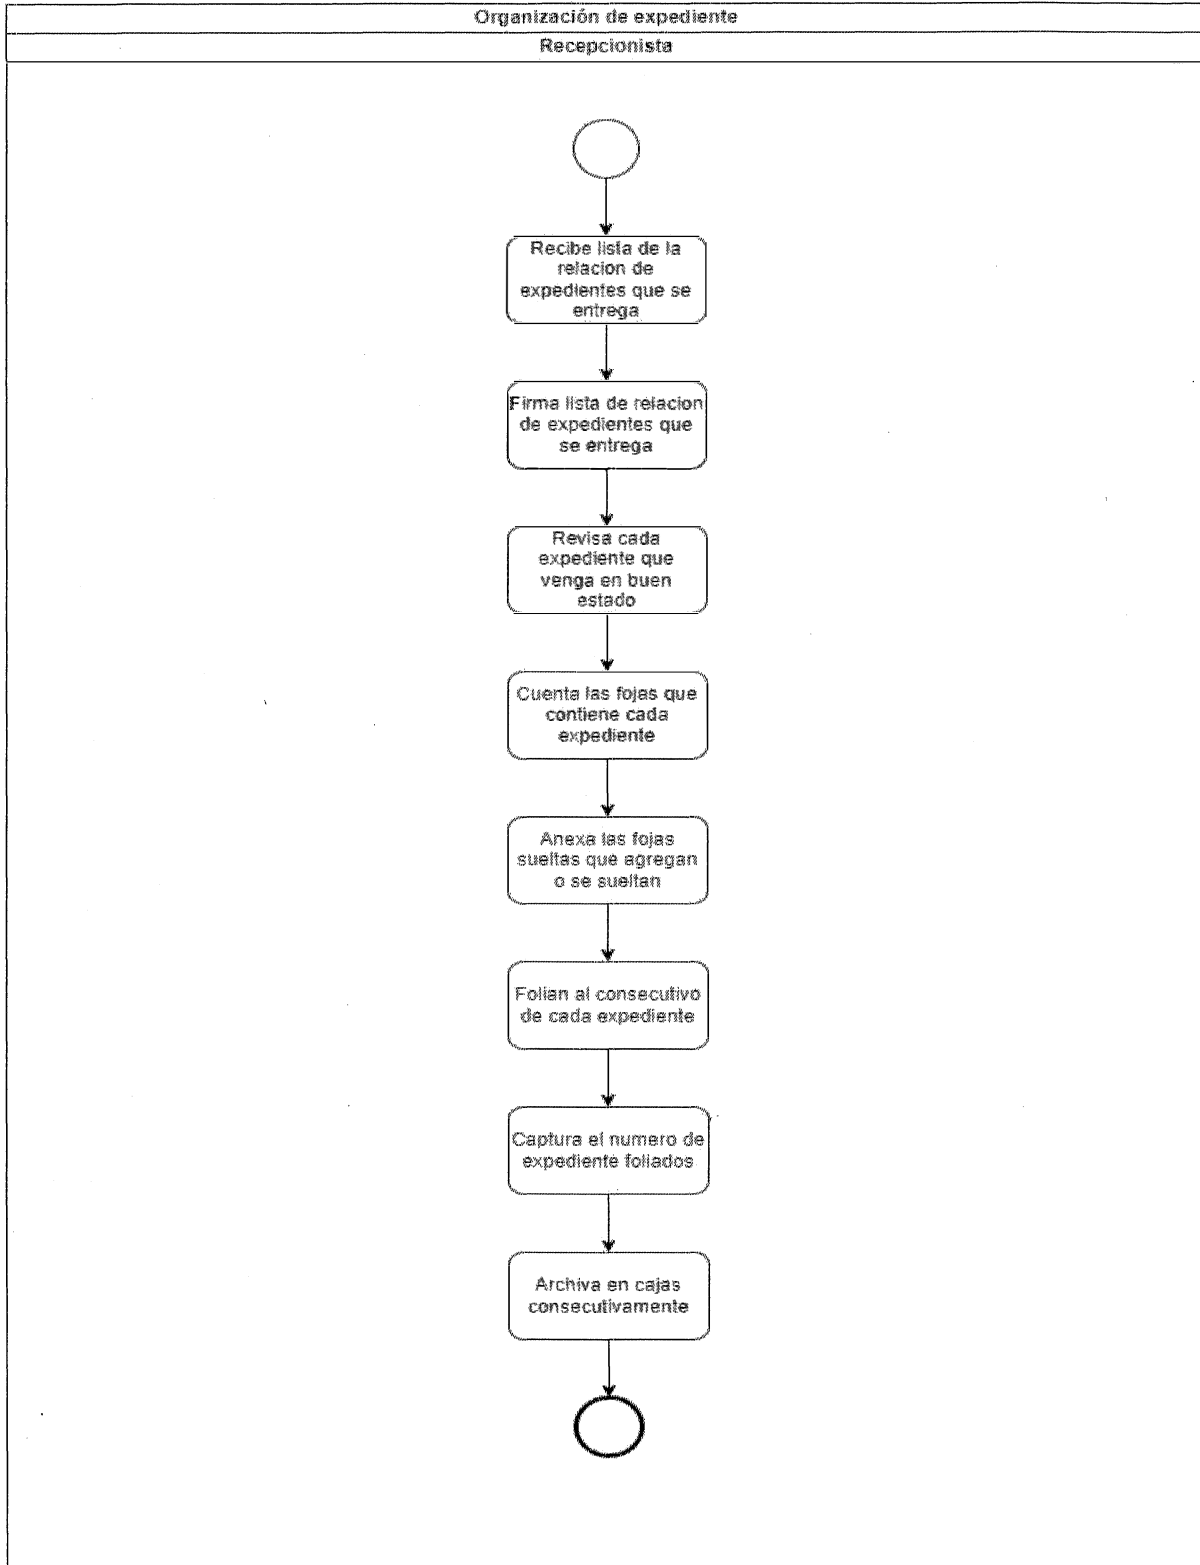 Organización de expediente
Recepcionista
Recibe lista de la
relacion de
expedientes que se
entrega
Firma lista de relacion
de expedientes que
se entrega
Revisa cada
expediente que
venga en buen
estado
Cuenta las fojas que
contiene cada
expediente
Anexa las fojas
sueltas que agregan
o se sueltan
Folian al consecutivo
de cada expediente
Captura el numero de
expediente foliados
Archiva en cajas
consecutivamente